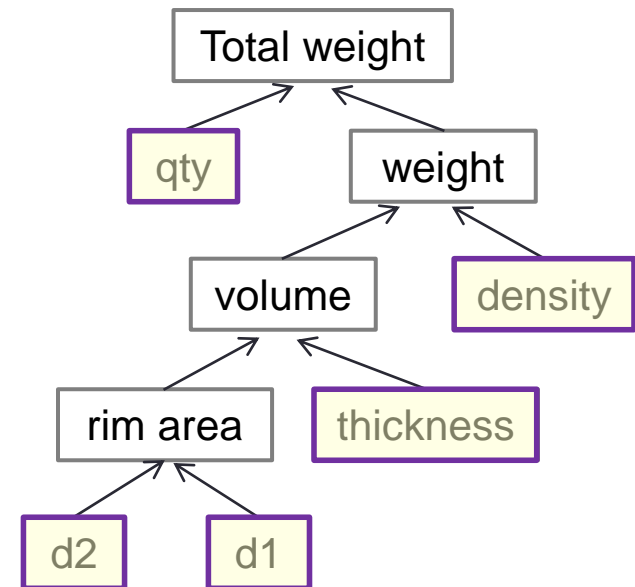 Total weight
qty
weight
volume
density
rim area
thickness
d2
d1